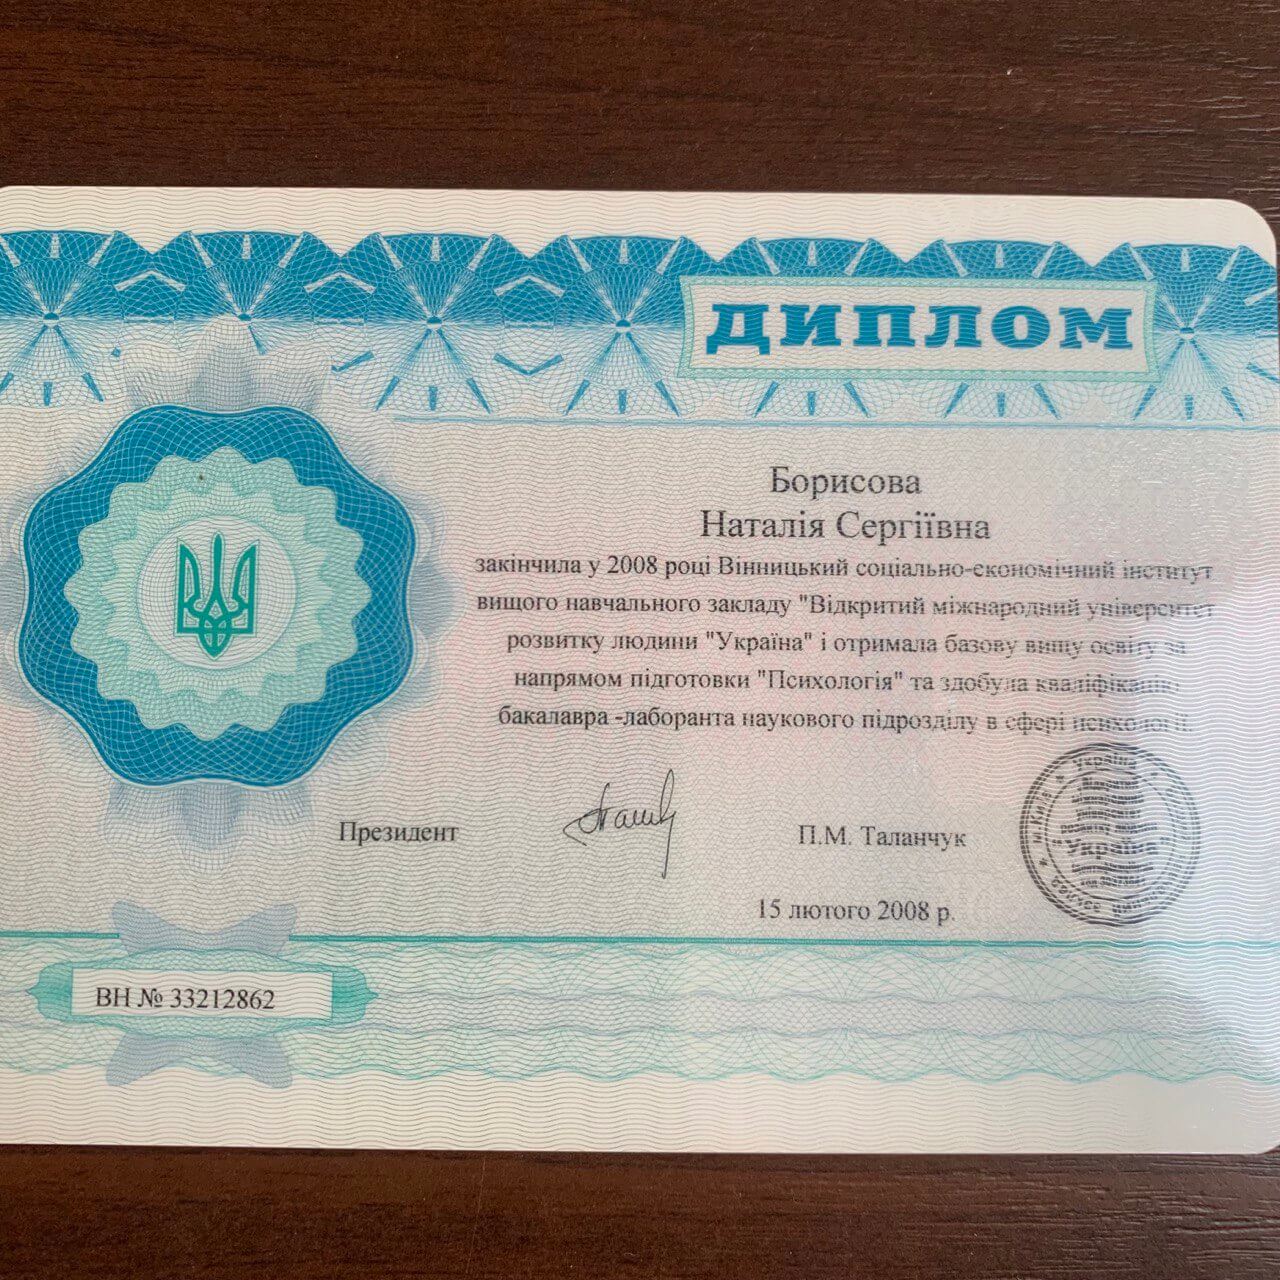 ДИПЛОМ
Борисова
Наталія Сергіївна
закінчила у 2008 році Вінницький соціально-економічний інститут
вищого навчального закладу "Відкритий міжнародний університет
розвитку людини "Україна" і отримала базову вищу освіту за
напрямом підготовки "Психологія" та здобула кваліфікацію
бакалавра -лаборанта наукового підрозділу в сфері психології.
Президент
П.М. Таланчук
15 лютого 2008 р.
ВН № 33212862
Україна
"Україна"